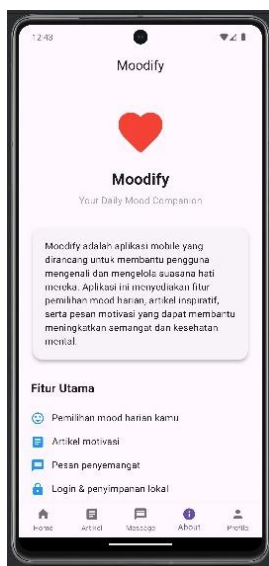 12:43
Moodify
Moodify
Your Daily Mood Companion
Moodify adalah aplikasi mobile yang
dirancang untuk membantu pengguna
mengenali dan mengelola suasana hati
mereka. Aplikasi ini menyediakan fitur
pemilihan mood harian, artikel inspiratif,
serta pesan motivasi yang dapat membantu
meningkatkan semangat dan kesehatan
mental.
Fitur Utama
Pemilihan mood harian kamu
Artikel motivasi
Pesan penyemangat
Login & penyimpanan lokal
Home Artikel Message About Profile